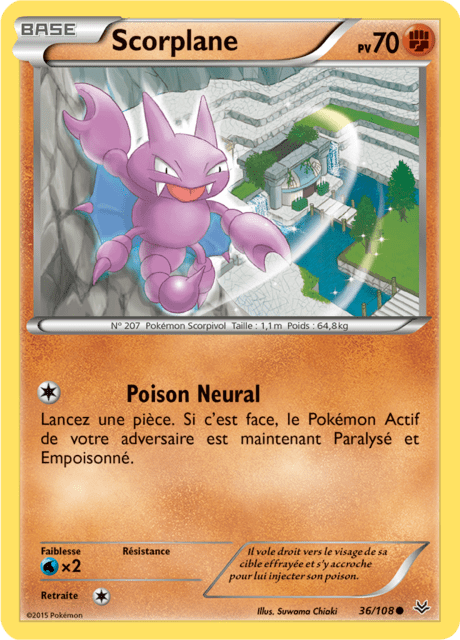 BASE
Scorplane
PV70
N° 207 Pokémon Scorpivol Taille : 1,1m Poids : 64,8kg
Poison Neural
Lancez une pièce. Si c'est face, le Pokémon Actif
de votre adversaire est maintenant Paralysé et
Empoisonné.
Faiblesse
×2
Résistance
Retraite
Il vole droit vers le visage de sa
cible effrayée et s'y accroche
pour lui injecter son poison.
©2015 Pokémon
Illus. Suwama Chiaki
36/108